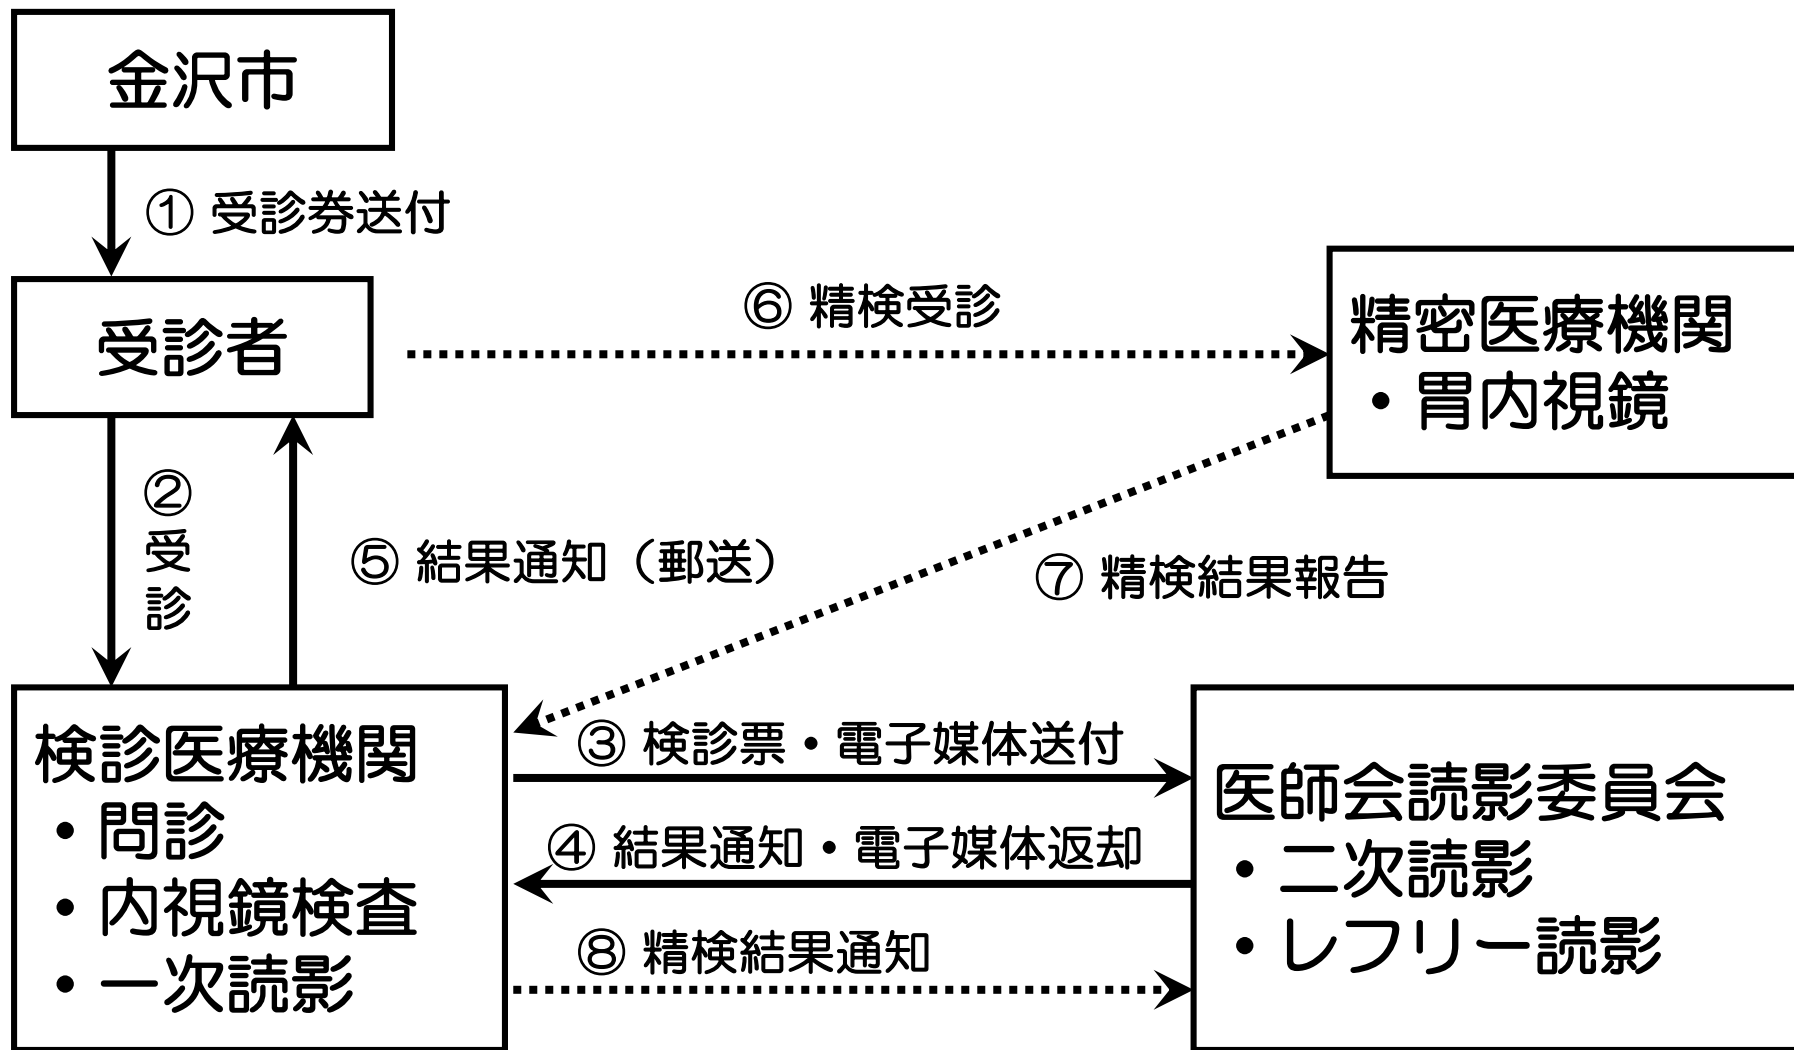 金沢市
① 受診券送付
受診者
⑥ 精検受診
精密医療機関
・胃内視鏡
②
受
診
⑤ 結果通知（郵送）
⑦ 精検結果報告
検診医療機関
・問診
・内視鏡検査
・一次読影
③ 検診票・電子媒体送付
④ 結果通知・電子媒体返却
⑧ 精検結果通知
医師会読影委員会
・二次読影
・レフリー読影